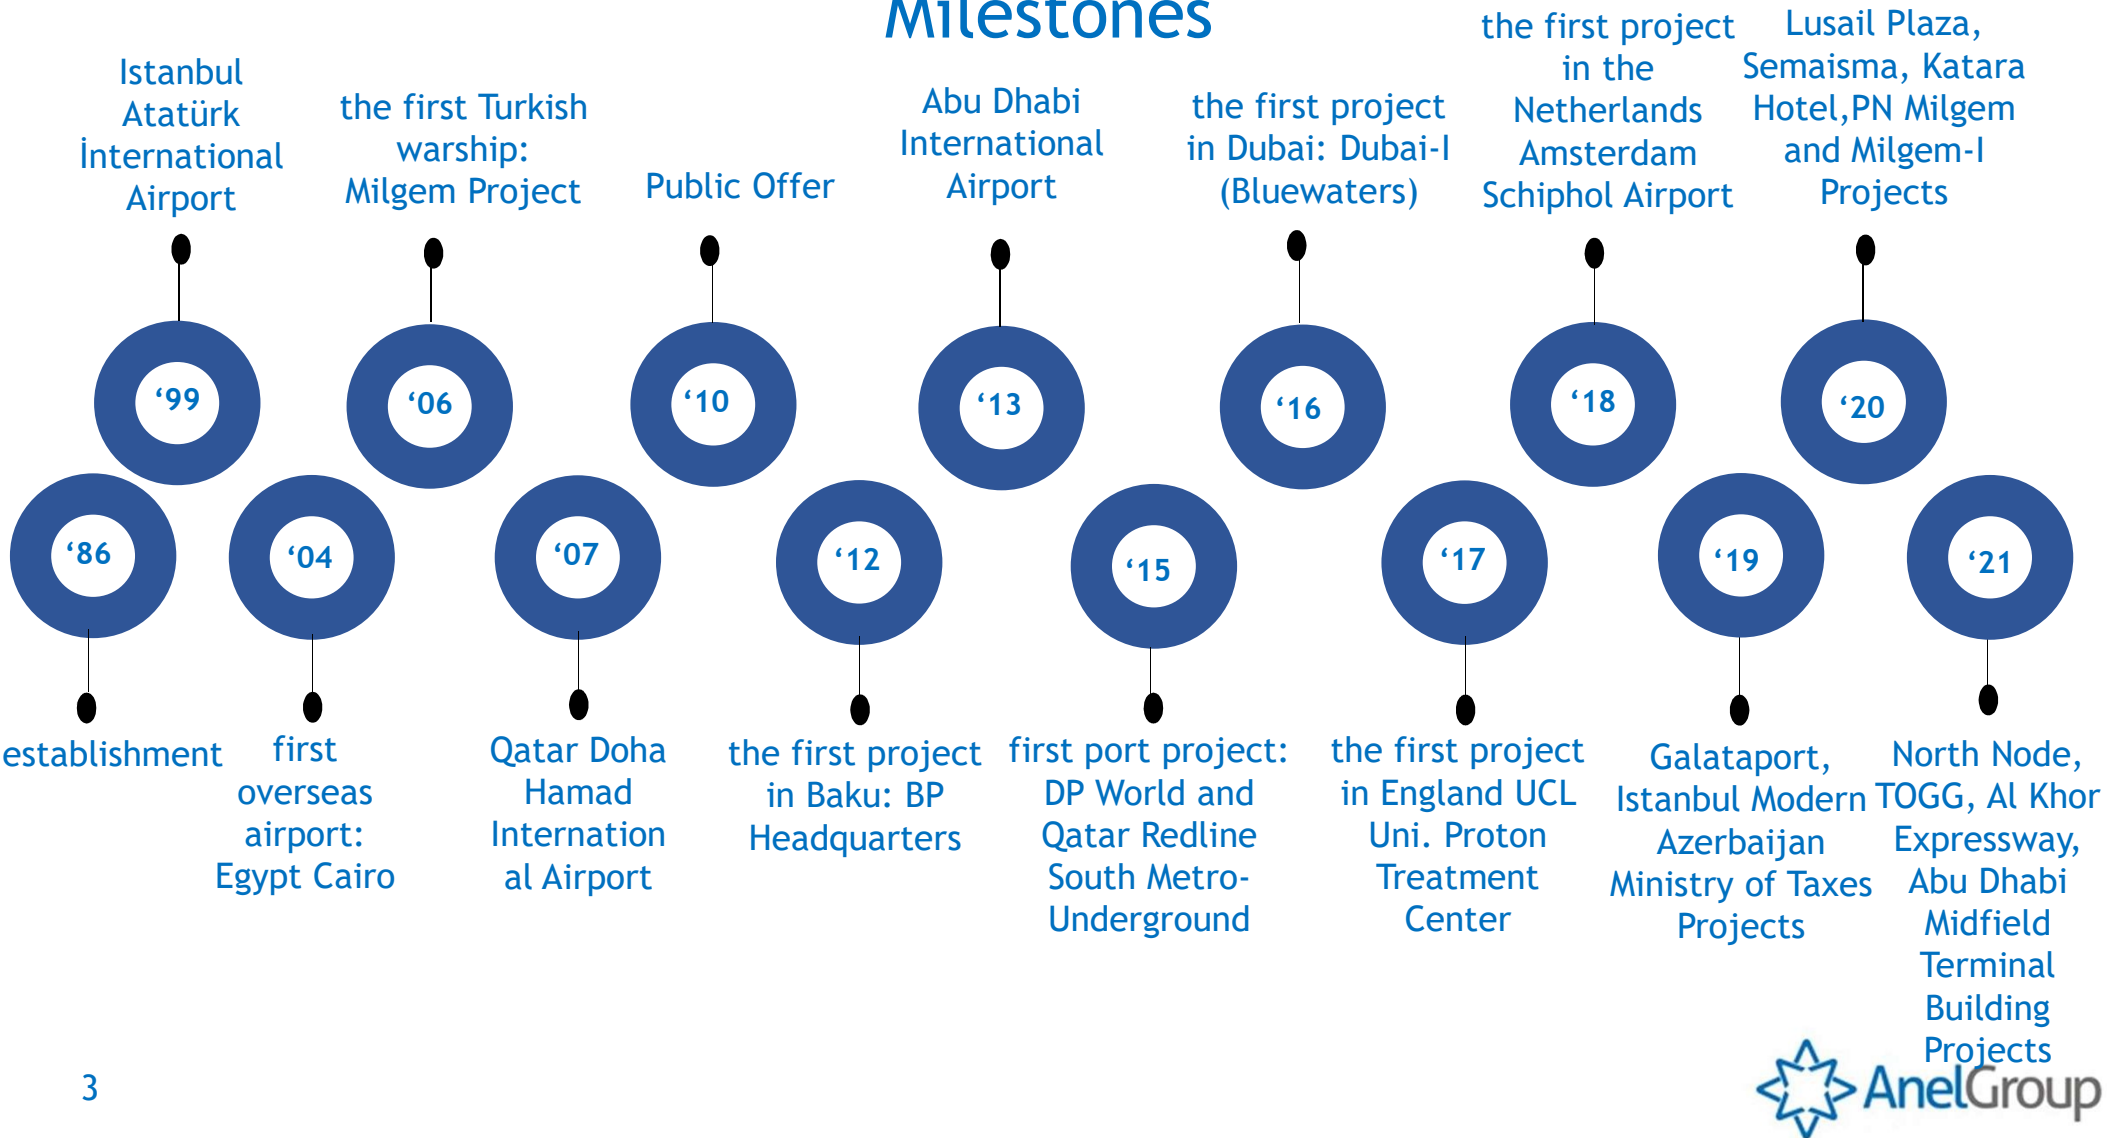 Milestones
Istanbul
Atatürk
İnternational
Airport
the first Turkish
warship:
Milgem Project
Public Offer
Abu Dhabi
International
Airport
the first project
in Dubai: Dubai-I
(Bluewaters)
the first project
in the
Netherlands
Amsterdam
Schiphol Airport
Lusail Plaza,
Semaisma, Katara
Hotel,PN Milgem
and Milgem-I
Projects
‘99
‘06
‘10
‘13
‘16
‘18
‘20
‘86
‘04
‘07
‘12
‘15
‘17
‘19
‘21
establishment
first
overseas
airport:
Egypt Cairo
Qatar Doha
Hamad
Internation
al Airport
the first project
in Baku: BP
Headquarters
first port project:
DP World and
Qatar Redline
South Metro-
Underground
the first project
in England UCL
Uni. Proton
Treatment
Center
Galataport,
Istanbul Modern
Azerbaijan
Ministry of Taxes
Projects
North Node,
TOGG, Al Khor
Expressway,
Abu Dhabi
Midfield
Terminal
Building
Projects
3
AnelGroup